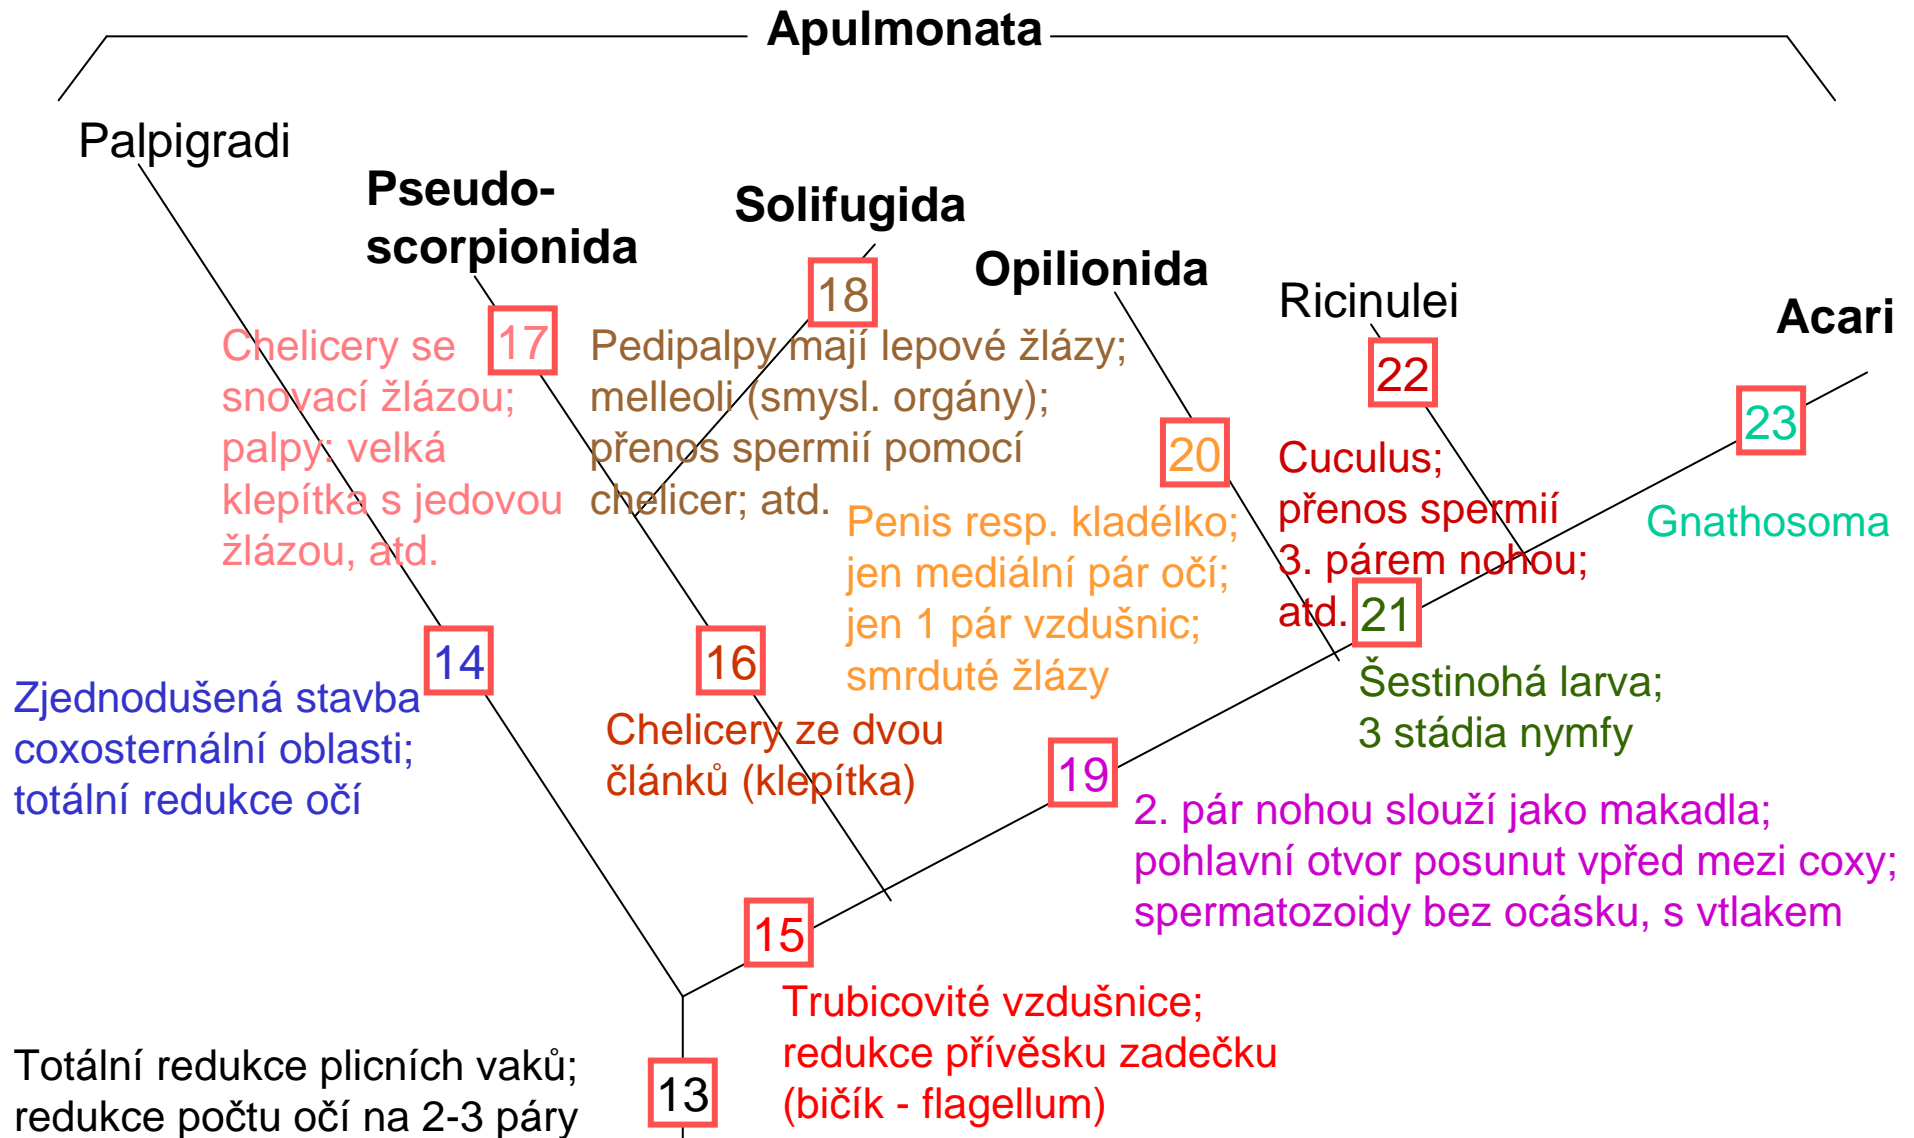 Apulmonata
Palpigradi
Pseudo-
scorpionida
Solifugida
Opilionida
Ricinulei
Acari
17
Chelicery se
snovací žlázou;
palpy: velká
klepítka s jedovou
žlázou, atd.
18
Pedipalpy mají lepové žlázy;
melleoli (smysl. orgány);
přenos spermií pomocí
chelicer; atd.
20
Penis resp. kladélko;
jen mediální pár očí;
jen 1 pár vzdušnic;
smrduté žlázy
22
Cuculus;
přenos spermií
3. párem nohou;
atd.
23
Gnathosoma
14
Zjednodušená stavba
coxosternální oblasti;
totální redukce očí
16
Chelicery ze dvou
článků (klepítka)
21
Šestinohá larva;
3 stádia nymfy
19
2. pár nohou slouží jako makadla;
pohlavní otvor posunut vpřed mezi coxy;
spermatozoidy bez ocásku, s vtlakem
15
Trubicovité vzdušnice;
redukce přívěsku zadečku
(bičík - flagellum)
13
Totální redukce plicních vaků;
redukce počtu očí na 2-3 páry